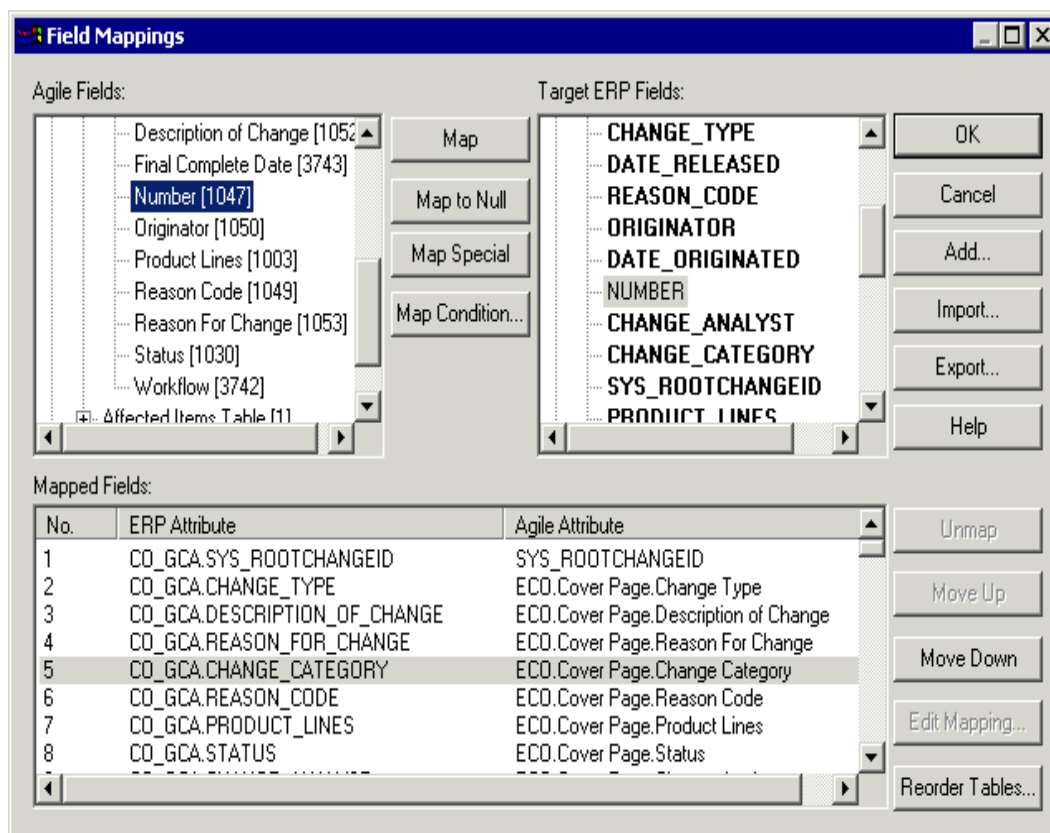 Field Mappings
Agile Fields:
Target ERP Fields:
Description of Change [1052
Final Complete Date [3743]
Number [1047]
Originator [1050]
Product Lines [1003]
Reason Code [1049]
Reason For Change [1053]
Status [1030]
Workflow [3742]
Affected Items Table [1]
Map
Map to Null
Map Special
Map Condition...
CHANGE_TYPE
DATE_RELEASED
REASON_CODE
ORIGINATOR
DATE_ORIGINATED
NUMBER
CHANGE_ANALYST
CHANGE_CATEGORY
SYS_ROOTCHANGEID
PRODUCT_LINES
OK
Cancel
Add...
Import...
Export...
Help
Mapped Fields:
No. ERP Attribute Agile Attribute
1 CO_GCA.SYS_ROOTCHANGEID SYS_ROOTCHANGEID
2 CO_GCA.CHANGE_TYPE ECO.Cover Page.Change Type
3 CO_GCA.DESCRIPTION_OF_CHANGE ECO.Cover Page.Description of Change
4 CO_GCA.REASON_FOR_CHANGE ECO.Cover Page.Reason For Change
5 CO_GCA.CHANGE_CATEGORY ECO.Cover Page.Change Category
6 CO_GCA.REASON_CODE ECO.Cover Page.Reason Code
7 CO_GCA.PRODUCT_LINES ECO.Cover Page.Product Lines
8 CO_GCA.STATUS ECO.Cover Page.Status
Unmap
Move Up
Move Down
Edit Mapping...
Reorder Tables...